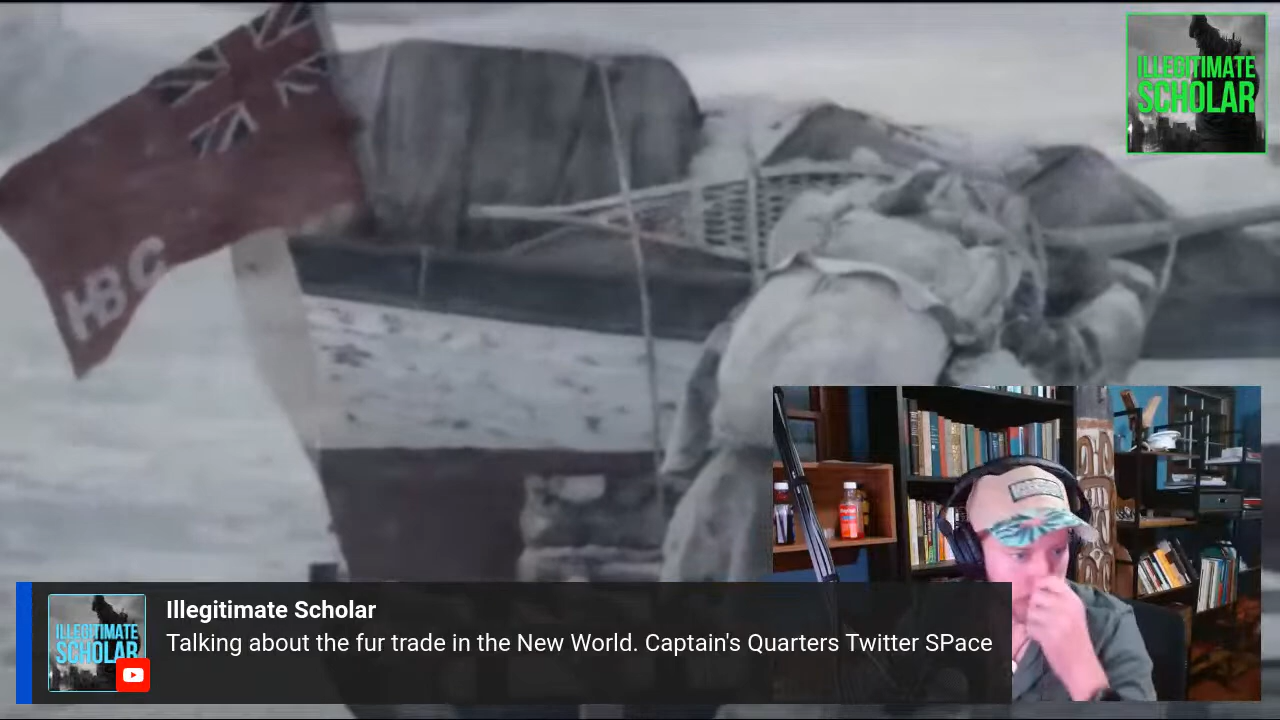 ILLEGITIMATE
SCHOLAR
HBC
ILLEGITIMATE
SCHOLAR
Illegitimate Scholar
Talking about the fur trade in the New World. Captain's Quarters Twitter SPace